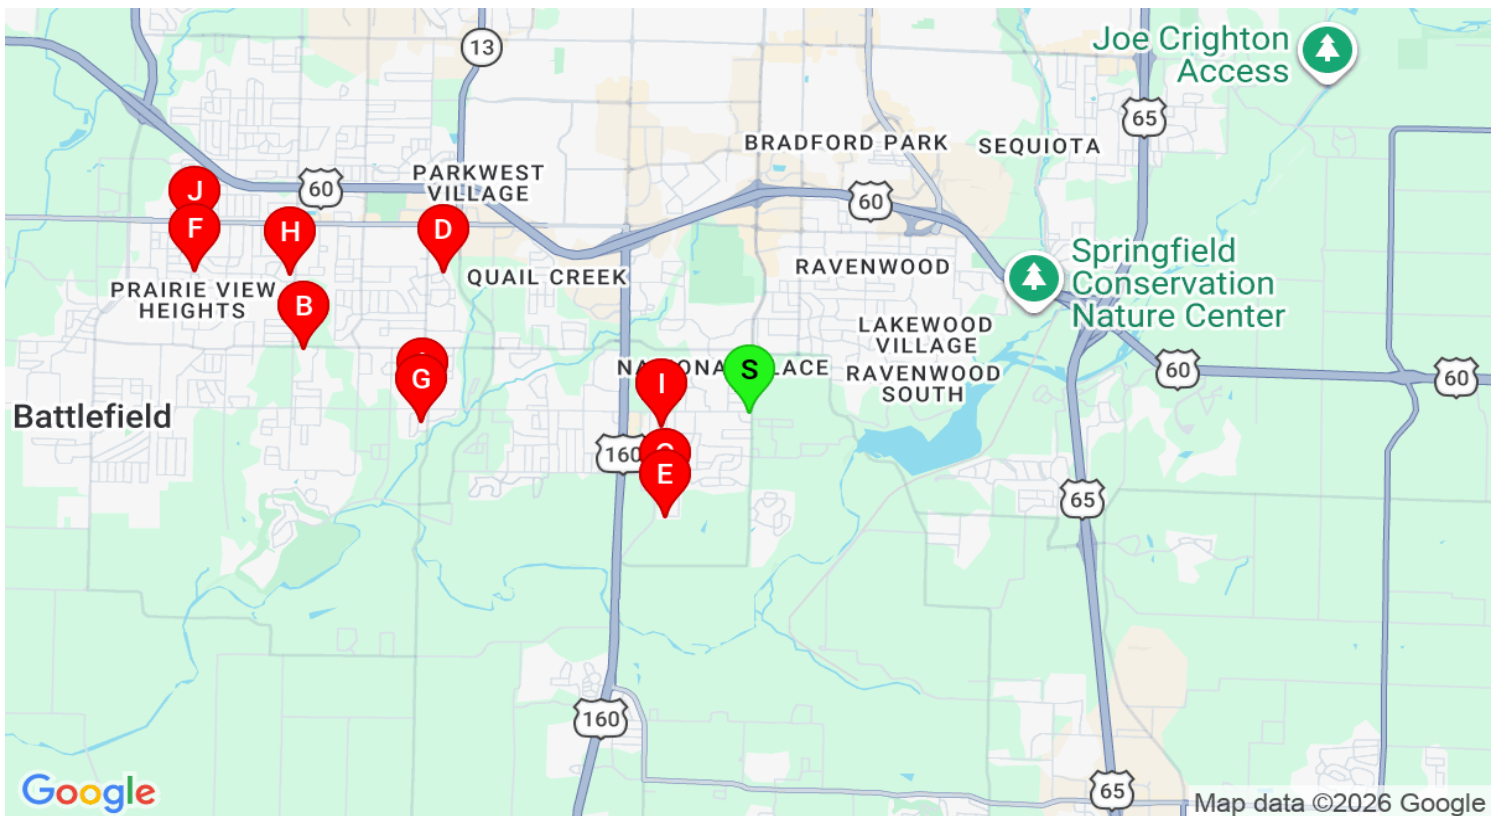 13
Joe Crighton
Access
65
BRADFORD PARK
SEQUIOTA
PARKWEST
VILLAGE
60
J
60
F
H
D
QUAIL CREEK
RAVENWOOD
Springfield
Conservation
Nature Center
PRAIRIE VIEW
HEIGHTS
B
LAKEWOOD
VILLAGE
S
RAVENWOOD
SOUTH
60
60
G
I
Battlefield
160
E
65
160
65
Google
Map data ©2026 Google